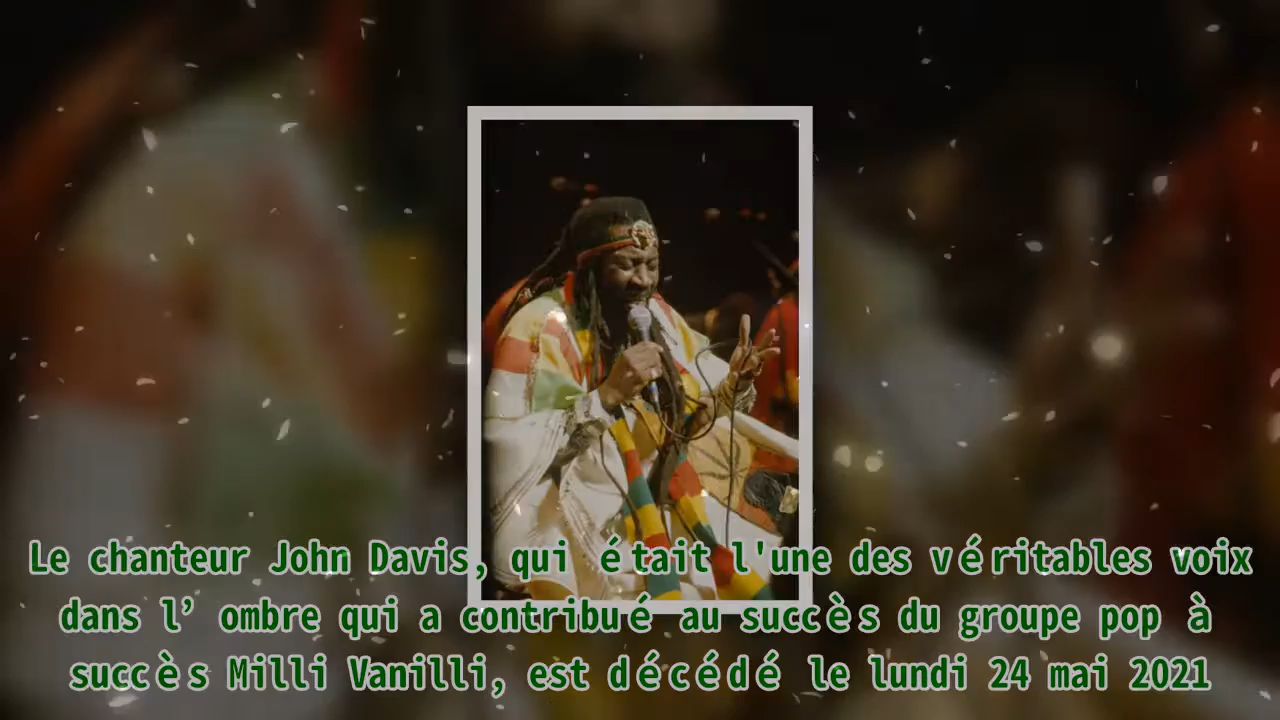 Le chanteur John Davis, qui était l'une des véritables voix
dans l’ ombre qui a contribué au succès du groupe pop à
succès Milli Vanilli, est décédé le lundi 24 mai 2021